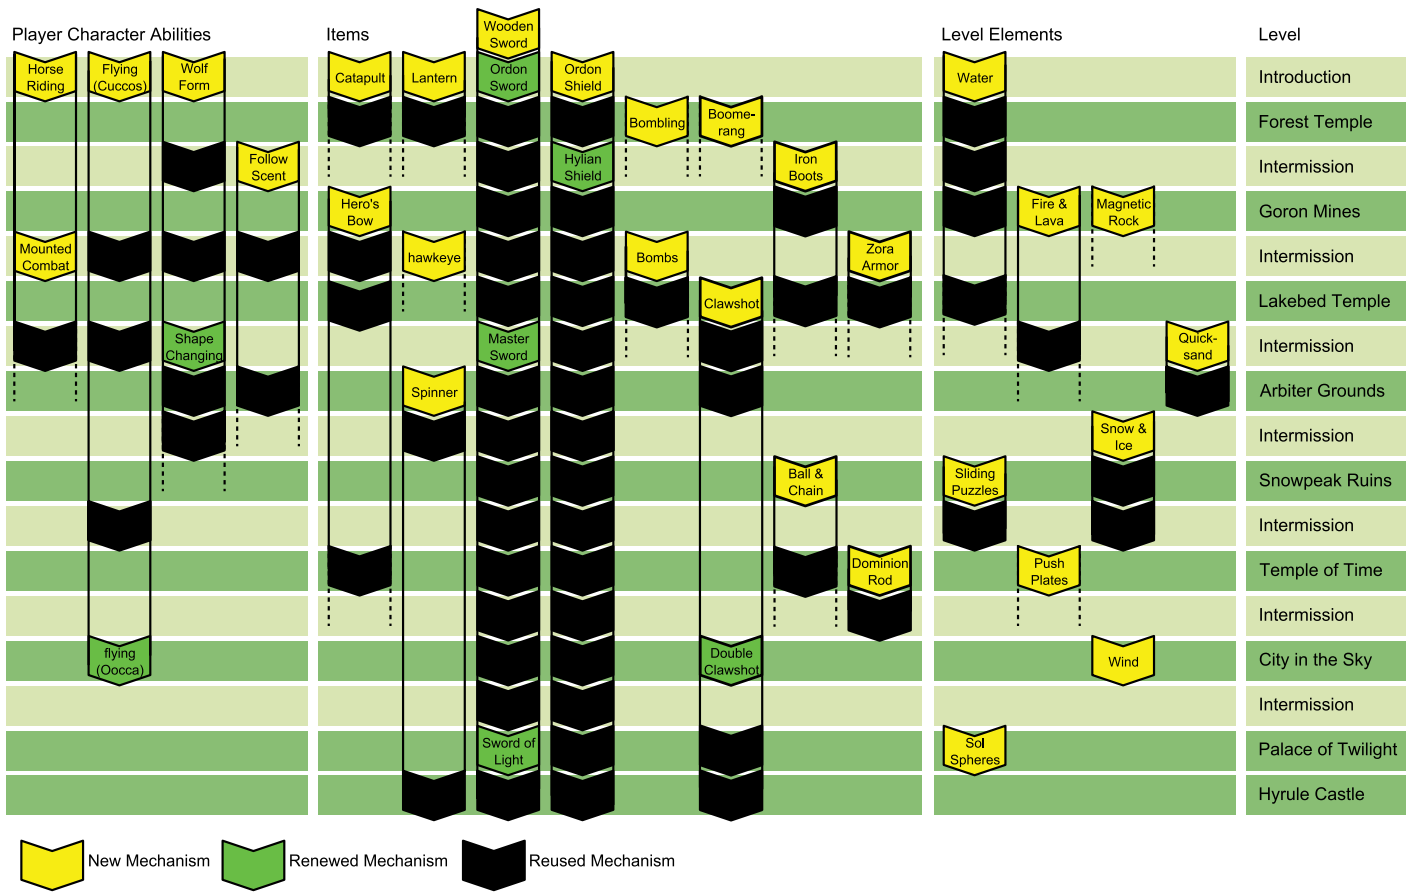 Player Character Abilities
Items
Level Elements
Level
Wooden
Sword
Horse
Riding
Flying
(Cuccos)
Wolf
Form
Catapult
Lantern
Ordon
Sword
Ordon
Shield
Water
Introduction
Bombling
Boome-
rang
Forest Temple
Follow
Scent
Hylian
Shield
Iron
Boots
Intermission
Hero's
Bow
Fire &
Lava
Magnetic
Rock
Goron Mines
Mounted
Combat
hawkeye
Bombs
Zora
Armor
Intermission
Clawshot
Lakebed Temple
Shape
Changing
Master
Sword
Quick-
sand
Intermission
Spinner
Arbiter Grounds
Snow &
Ice
Intermission
Ball &
Chain
Sliding
Puzzles
Snowpeak Ruins
Intermission
Dominion
Rod
Push
Plates
Temple of Time
Intermission
flying
(Oocca)
Double
Clawshot
Wind
City in the Sky
Intermission
Sword of
Light
Sol
Spheres
Palace of Twilight
Hyrule Castle
New Mechanism
Renewed Mechanism
Reused Mechanism